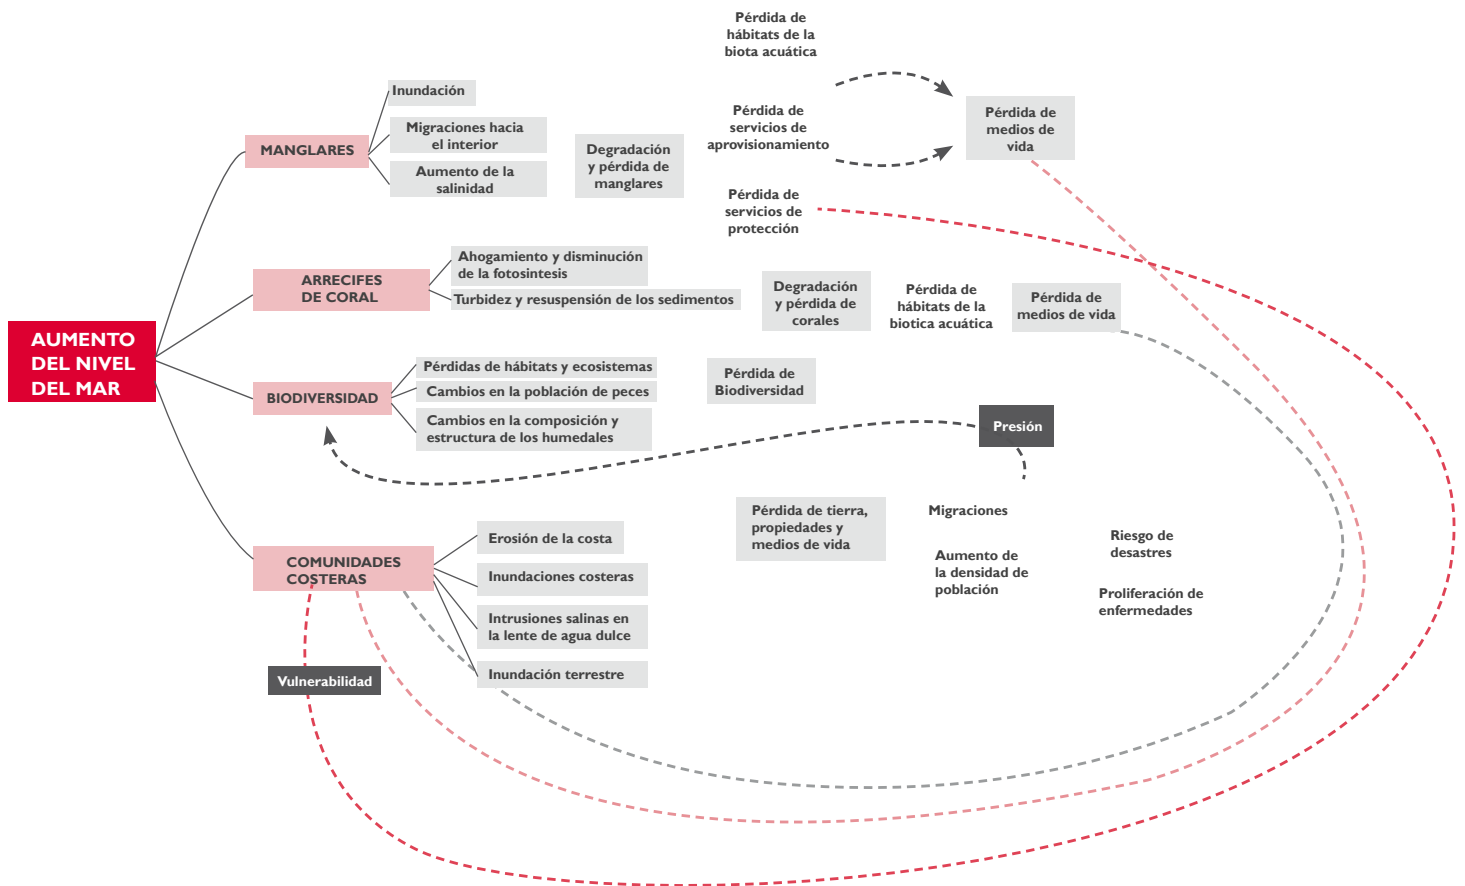 AUMENTO
DEL NIVEL
DEL MAR
MANGLARES
Inundación
Migraciones hacia
el interior
Aumento de la
salinidad
Degradación
y pérdida de
manglares
Pérdida de
hábitats de la
biota acuática
Pérdida de
servicios de
aprovisionamiento
Pérdida de
servicios de
protección
Pérdida de
medios de
vida
ARRECIFES
DE CORAL
Ahogamiento y disminución
de la fotosintesis
Turbidez y resuspensión de los sedimentos
Degradación
y pérdida de
corales
Pérdida de
hábitats de la
biotica acuática
Pérdida de
medios de vida
BIODIVERSIDAD
Pérdidas de hábitats y ecosistemas
Cambios en la población de peces
Cambios en la composición y
estructura de los humedales
Pérdida de
Biodiversidad
Presión
COMUNIDADES
COSTERAS
Erosión de la costa
Inundaciones costeras
Intrusiones salinas en
la lente de agua dulce
Inundación terrestre
Pérdida de tierra,
propiedades y
medios de vida
Migraciones
Aumento de
la densidad de
población
Riesgo de
desastres
Proliferación de
enfermedades
Vulnerabilidad